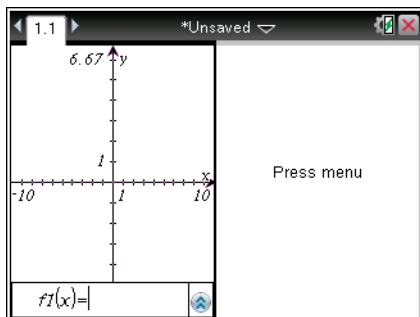 1.1
*Unsaved
6.67 y
1
x
-10 1 10
f1(x)=
Press menu